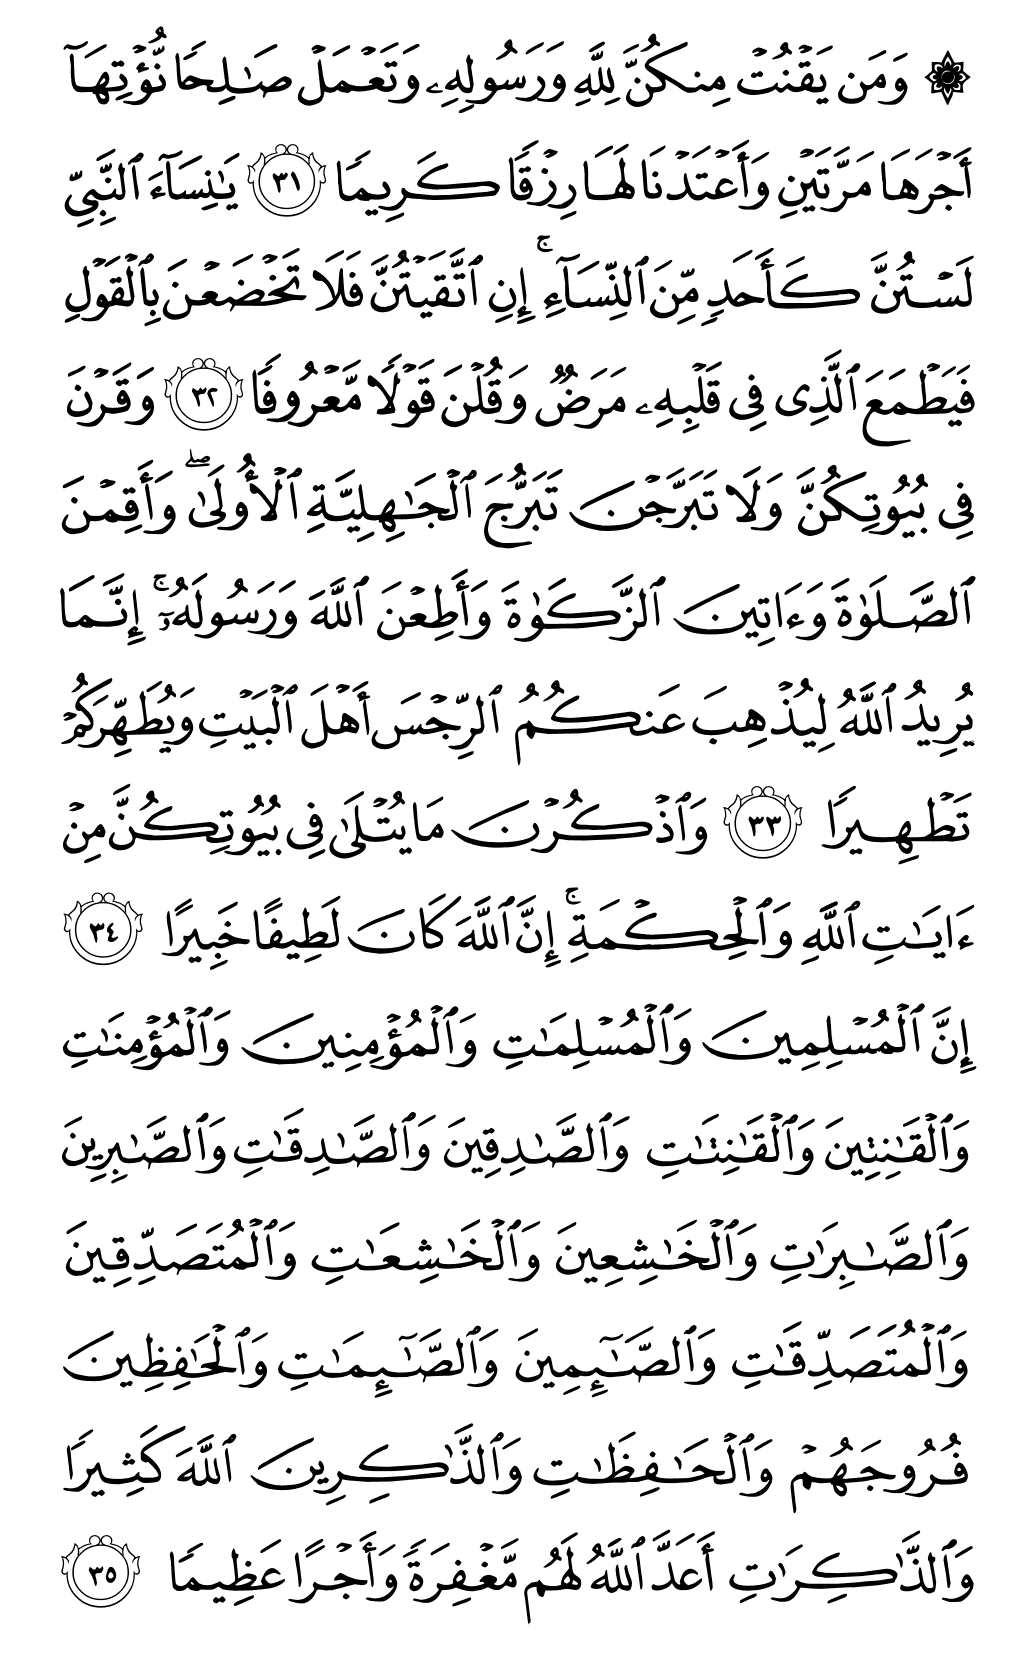 ۞ وَمَن يَقۡنُتۡ مِنكُنَّ لِلَّهِ وَرَسُولِهِۦ وَتَعۡمَلۡ صَٰلِحٗا نُّؤۡتِهَآ
أَجۡرَهَا مَرَّتَيۡنِ وَأَعۡتَدۡنَا لَهَا رِزۡقٗا كَرِيمٗا ٣١ يَٰنِسَآءَ ٱلنَّبِيِّ
لَسۡتُنَّ كَأَحَدٖ مِّنَ ٱلنِّسَآءِۚ إِنِ ٱتَّقَيۡتُنَّ فَلَا تَخۡضَعۡنَ بِٱلۡقَوۡلِ
فَيَطۡمَعَ ٱلَّذِي فِي قَلۡبِهِۦ مَرَضٞ وَقُلۡنَ قَوۡلٗا مَّعۡرُوفٗا ٣٢ وَقَرۡنَ
فِي بُيُوتِكُنَّ وَلَا تَبَرَّجۡنَ تَبَرُّجَ ٱلۡجَٰهِلِيَّةِ ٱلۡأُولَىٰۖ وَأَقِمۡنَ
ٱلصَّلَوٰةَ وَءَاتِينَ ٱلزَّكَوٰةَ وَأَطِعۡنَ ٱللَّهَ وَرَسُولَهُۥٓۚ إِنَّمَا
يُرِيدُ ٱللَّهُ لِيُذۡهِبَ عَنكُمُ ٱلرِّجۡسَ أَهۡلَ ٱلۡبَيۡتِ وَيُطَهِّرَكُمۡ
تَطۡهِيرٗا ٣٣ وَٱذۡكُرۡنَ مَا يُتۡلَىٰ فِي بُيُوتِكُنَّ مِنۡ
ءَايَٰتِ ٱللَّهِ وَٱلۡحِكۡمَةِۚ إِنَّ ٱللَّهَ كَانَ لَطِيفًا خَبِيرًا ٣٤
إِنَّ ٱلۡمُسۡلِمِينَ وَٱلۡمُسۡلِمَٰتِ وَٱلۡمُؤۡمِنِينَ وَٱلۡمُؤۡمِنَٰتِ
وَٱلۡقَٰنِتِينَ وَٱلۡقَٰنِتَٰتِ وَٱلصَّٰدِقِينَ وَٱلصَّٰدِقَٰتِ وَٱلصَّٰبِرِينَ
وَٱلصَّٰبِرَٰتِ وَٱلۡخَٰشِعِينَ وَٱلۡخَٰشِعَٰتِ وَٱلۡمُتَصَدِّقِينَ
وَٱلۡمُتَصَدِّقَٰتِ وَٱلصَّٰٓئِمِينَ وَٱلصَّٰٓئِمَٰتِ وَٱلۡحَٰفِظِينَ
فُرُوجَهُمۡ وَٱلۡحَٰفِظَٰتِ وَٱلذَّٰكِرِينَ ٱللَّهَ كَثِيرٗا
وَٱلذَّٰكِرَٰتِ أَعَدَّ ٱللَّهُ لَهُم مَّغۡفِرَةٗ وَأَجۡرًا عَظِيمٗا ٣٥